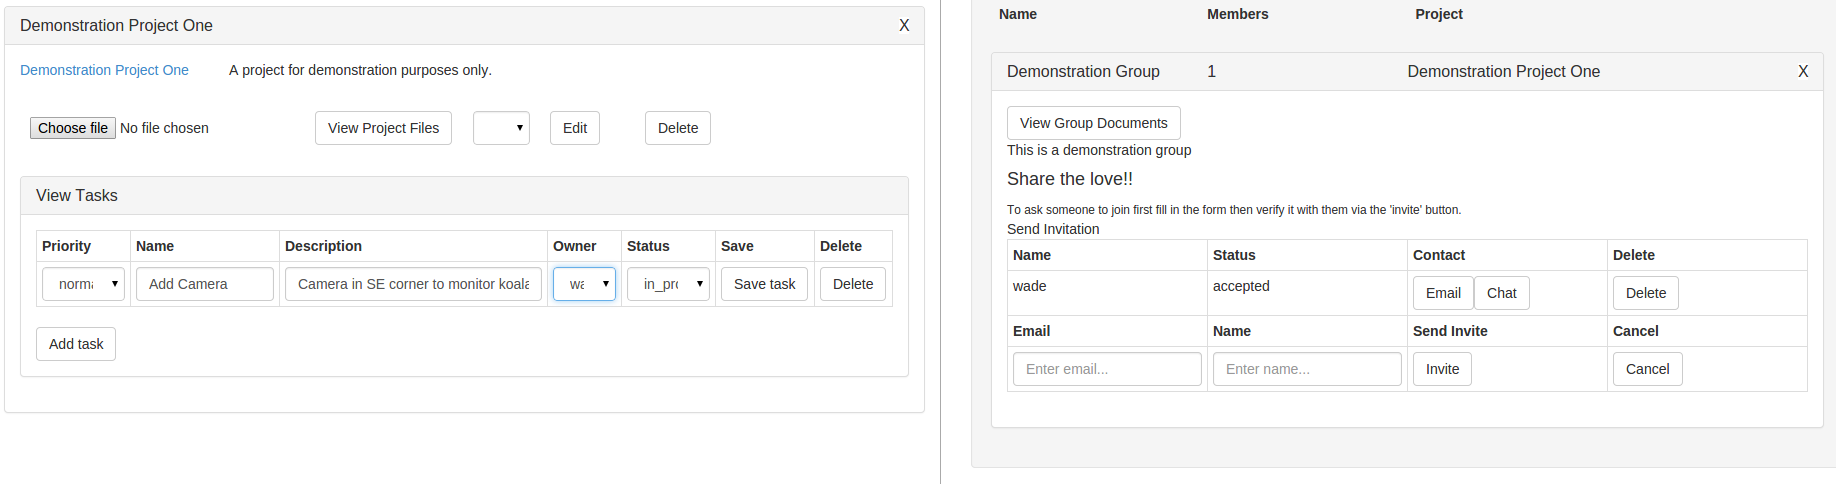 Demonstration Project One X
Demonstration Project One A project for demonstration purposes only.
Choose file No file chosen View Project Files Edit Delete
View Tasks
Priority Name Description Owner Status Save Delete
norma Add Camera Camera in SE corner to monitor koala wa in_pro Save task Delete
Add task
Name Members Project
Demonstration Group 1 Demonstration Project One X
View Group Documents
This is a demonstration group
Share the love!!
To ask someone to join first fill in the form then verify it with them via the 'invite' button.
Send Invitation
Name Status Contact Delete
wade accepted Email Chat Delete
Email Name Send Invite Cancel
Enter email... Enter name... Invite Cancel